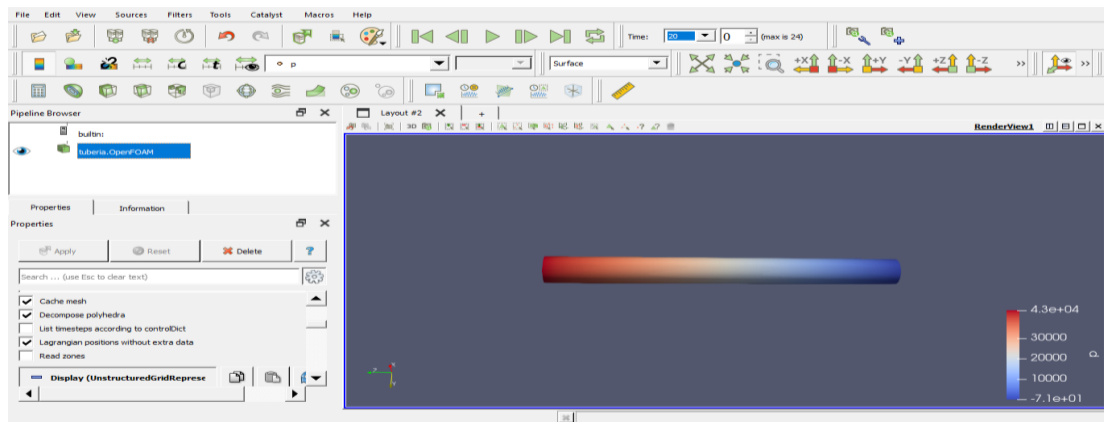 File Edit View Sources Filters Tools Catalyst Macros Help
Time: 20 0 (max is 24)
p Surface +X -X +Y -Y +Z -Z »
Pipeline Browser
Layout #2 +
3D
RenderView1
builtin:
tuberia.OpenFOAM
Properties Information
Properties
Apply Reset Delete ?
Search ... (use Esc to clear text)
Cache mesh
Decompose polyhedra
List timesteps according to controlDict
Lagrangian positions without extra data
Read zones
Display (UnstructuredGridReprese
4.3e+04
30000
20000
10000
-7.1e+01
p
Z
X
Y